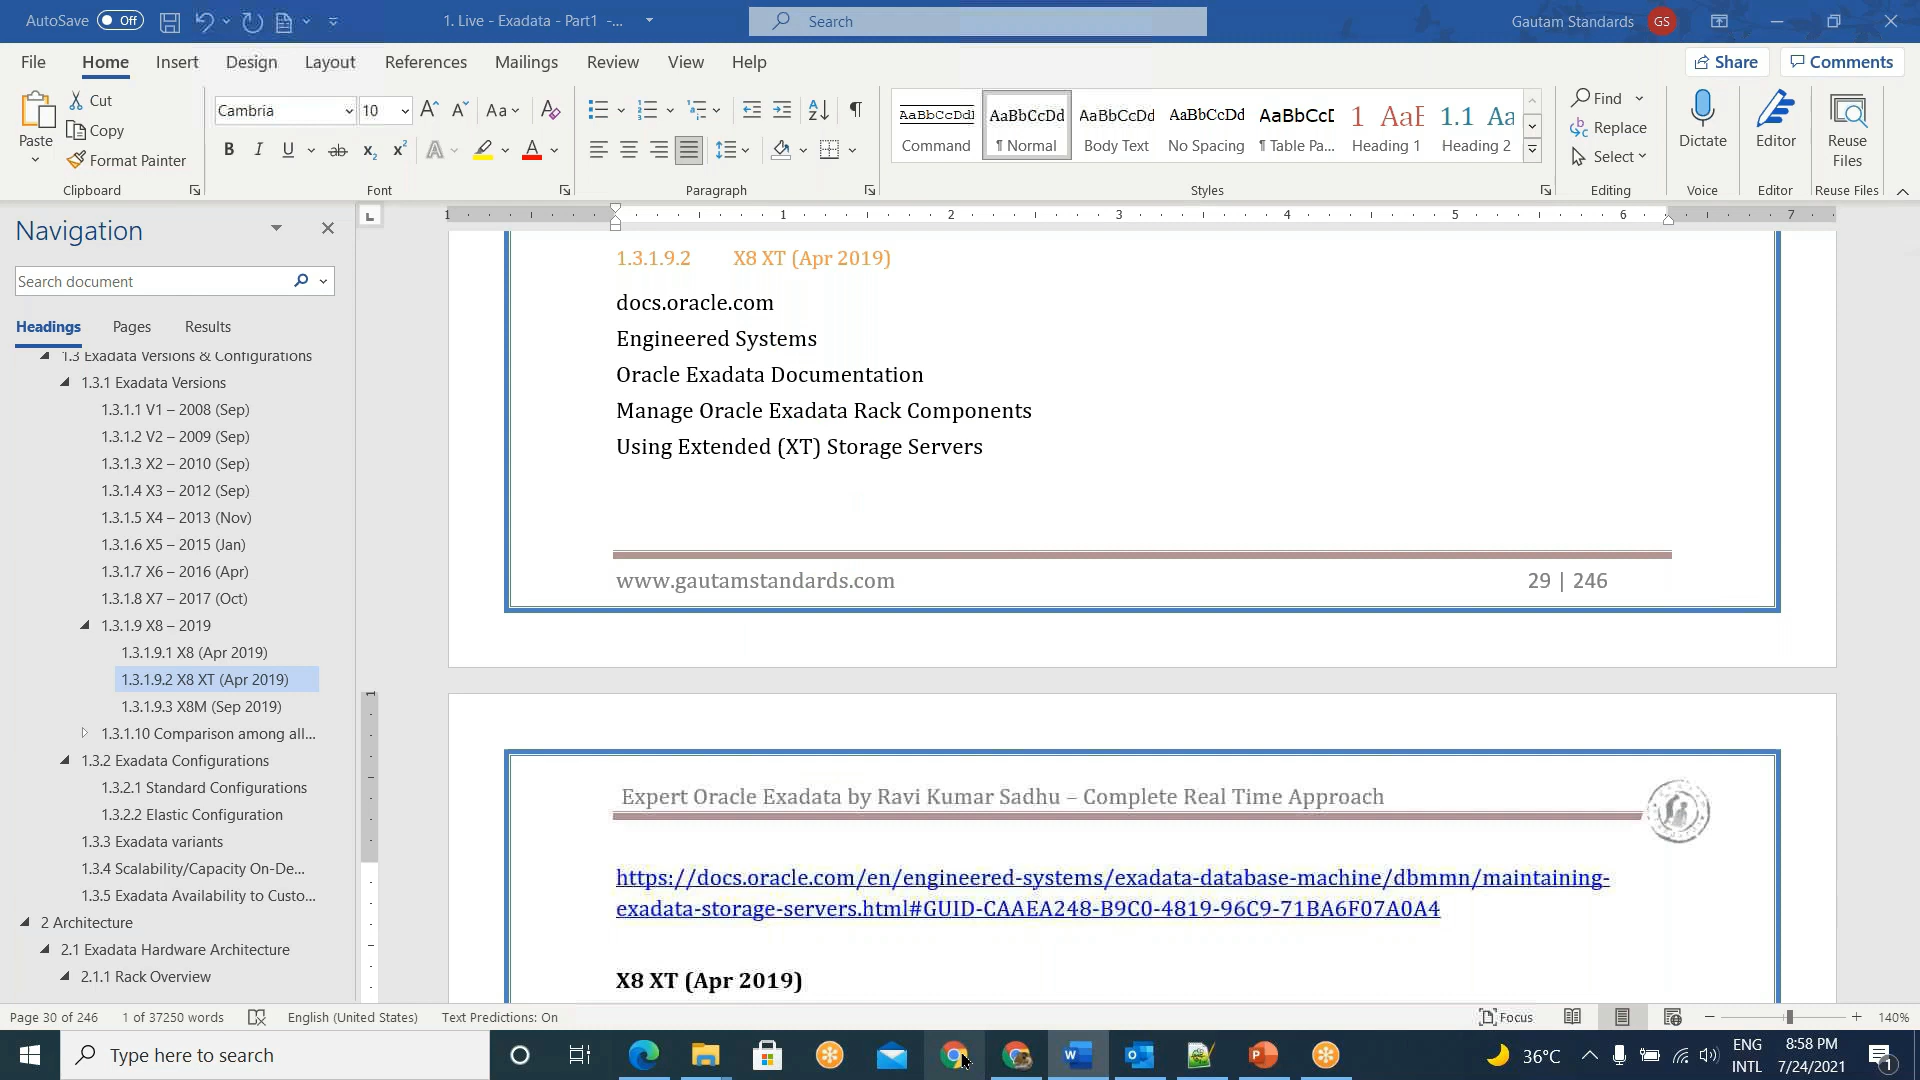 AutoSave Off 1. Live - Exadata - Part1 -... Search Gautam Standards GS
File Home Insert Design Layout References Mailings Review View Help Share Comments
Paste Cut Copy Format Painter Clipboard
Cambria 10 Aa Font
Paragraph
AaBbCcDdI AaBbCcDd AaBbCcDd AaBbCcDd AaBbCcD 1 AaB 1.1 Aa
Command ¶ Normal Body Text No Spacing ¶ Table Pa... Heading 1 Heading 2
Styles
Find Replace Select Editing
Dictate Voice
Editor Editor
Reuse Files Reuse Files
Navigation
Search document
Headings Pages Results
1.3 Exadata Versions & Configurations
1.3.1 Exadata Versions
1.3.1.1 V1 – 2008 (Sep)
1.3.1.2 V2 – 2009 (Sep)
1.3.1.3 X2 – 2010 (Sep)
1.3.1.4 X3 – 2012 (Sep)
1.3.1.5 X4 – 2013 (Nov)
1.3.1.6 X5 – 2015 (Jan)
1.3.1.7 X6 – 2016 (Apr)
1.3.1.8 X7 – 2017 (Oct)
1.3.1.9 X8 – 2019
1.3.1.9.1 X8 (Apr 2019)
1.3.1.9.2 X8 XT (Apr 2019)
1.3.1.9.3 X8M (Sep 2019)
1.3.1.10 Comparison among all...
1.3.2 Exadata Configurations
1.3.2.1 Standard Configurations
1.3.2.2 Elastic Configuration
1.3.3 Exadata variants
1.3.4 Scalability/Capacity On-De...
1.3.5 Exadata Availability to Custo...
2 Architecture
2.1 Exadata Hardware Architecture
2.1.1 Rack Overview
1 1 2 3 4 5 6 7
1.3.1.9.2 X8 XT (Apr 2019)
docs.oracle.com
Engineered Systems
Oracle Exadata Documentation
Manage Oracle Exadata Rack Components
Using Extended (XT) Storage Servers
www.gautamstandards.com 29 | 246
Expert Oracle Exadata by Ravi Kumar Sadhu – Complete Real Time Approach
https://docs.oracle.com/en/engineered-systems/exadata-database-machine/dbmmn/maintaining-
exadata-storage-servers.html#GUID-CAAEA248-B9C0-4819-96C9-71BA6F07A0A4
X8 XT (Apr 2019)
Page 30 of 246 1 of 37250 words English (United States) Text Predictions: On Focus 140%
Type here to search 36°C ENG INTL 8:58 PM 7/24/2021 1